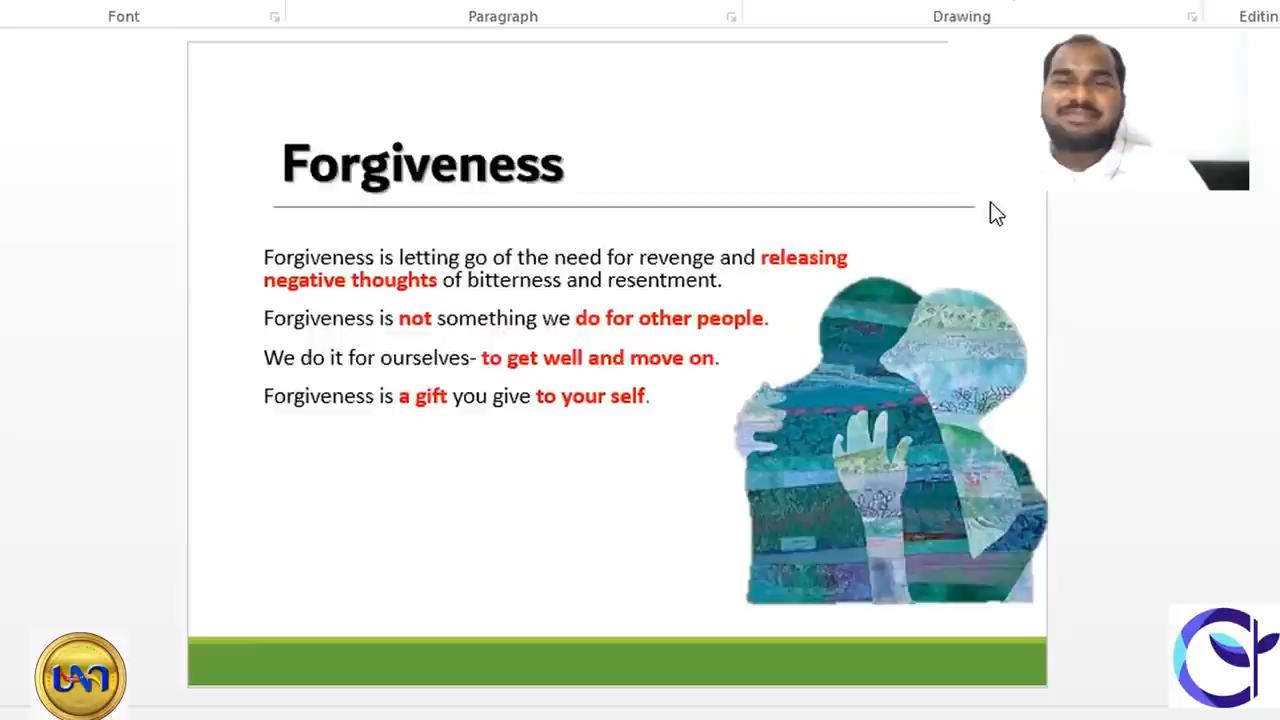 Font Paragraph Drawing
Forgiveness
Forgiveness is letting go of the need for revenge and releasing
negative thoughts of bitterness and resentment.
Forgiveness is not something we do for other people.
We do it for ourselves- to get well and move on.
Forgiveness is a gift you give to your self.